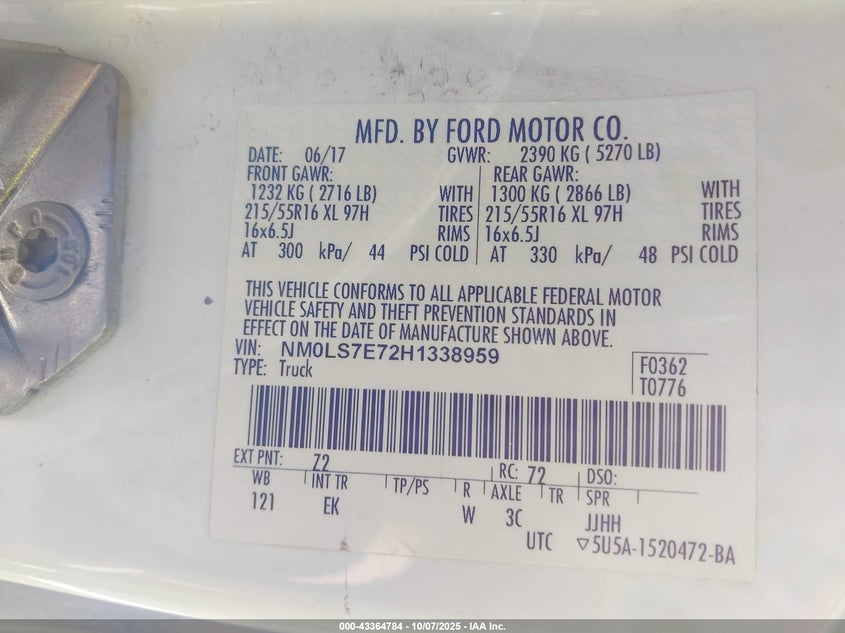 MFD. BY FORD MOTOR CO.
DATE: 06/17 GVWR: 2390 KG ( 5270 LB)
FRONT GAWR: REAR GAWR:
1232 KG ( 2716 LB) WITH 1300 KG ( 2866 LB) WITH
215/55R16 XL 97H TIRES 215/55R16 XL 97H TIRES
16x6.5J RIMS 16x6.5J RIMS
AT 300 kPa/ 44 PSI COLD AT 330 kPa/ 48 PSI COLD
THIS VEHICLE CONFORMS TO ALL APPLICABLE FEDERAL MOTOR
VEHICLE SAFETY AND THEFT PREVENTION STANDARDS IN
EFFECT ON THE DATE OF MANUFACTURE SHOWN ABOVE.
VIN: NM0LS7E72H1338959
TYPE: Truck
F0362
T0776
EXT PNT: Z2 RC: 72 DSO:
WB INT TR TP/PS R AXLE TR SPR
121 EK W 3C JJHH
UTC ▽5U5A-1520472-BA
000-43364784 - 10/07/2025 - IAA Inc.